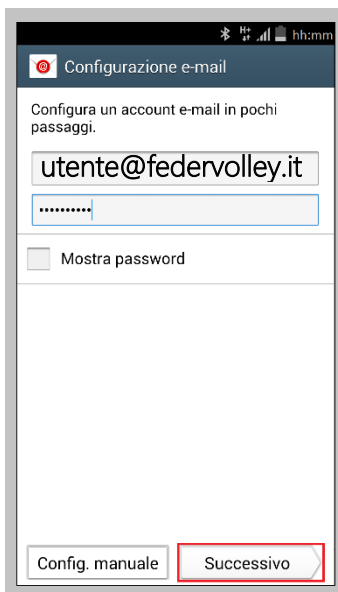 hh:mm
Configurazione e-mail
Configura un account e-mail in pochi
passaggi.
utente@federvolley.it
••••••••••
Mostra password
Config. manuale
Successivo